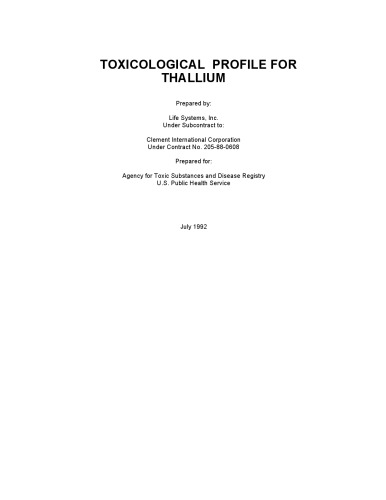 TOXICOLOGICAL PROFILE FOR
THALLIUM
Prepared by:
Life Systems, Inc.
Under Subcontract to:
Clement International Corporation
Under Contract No. 205-88-0608
Prepared for:
Agency for Toxic Substances and Disease Registry
U.S. Public Health Service
July 1992